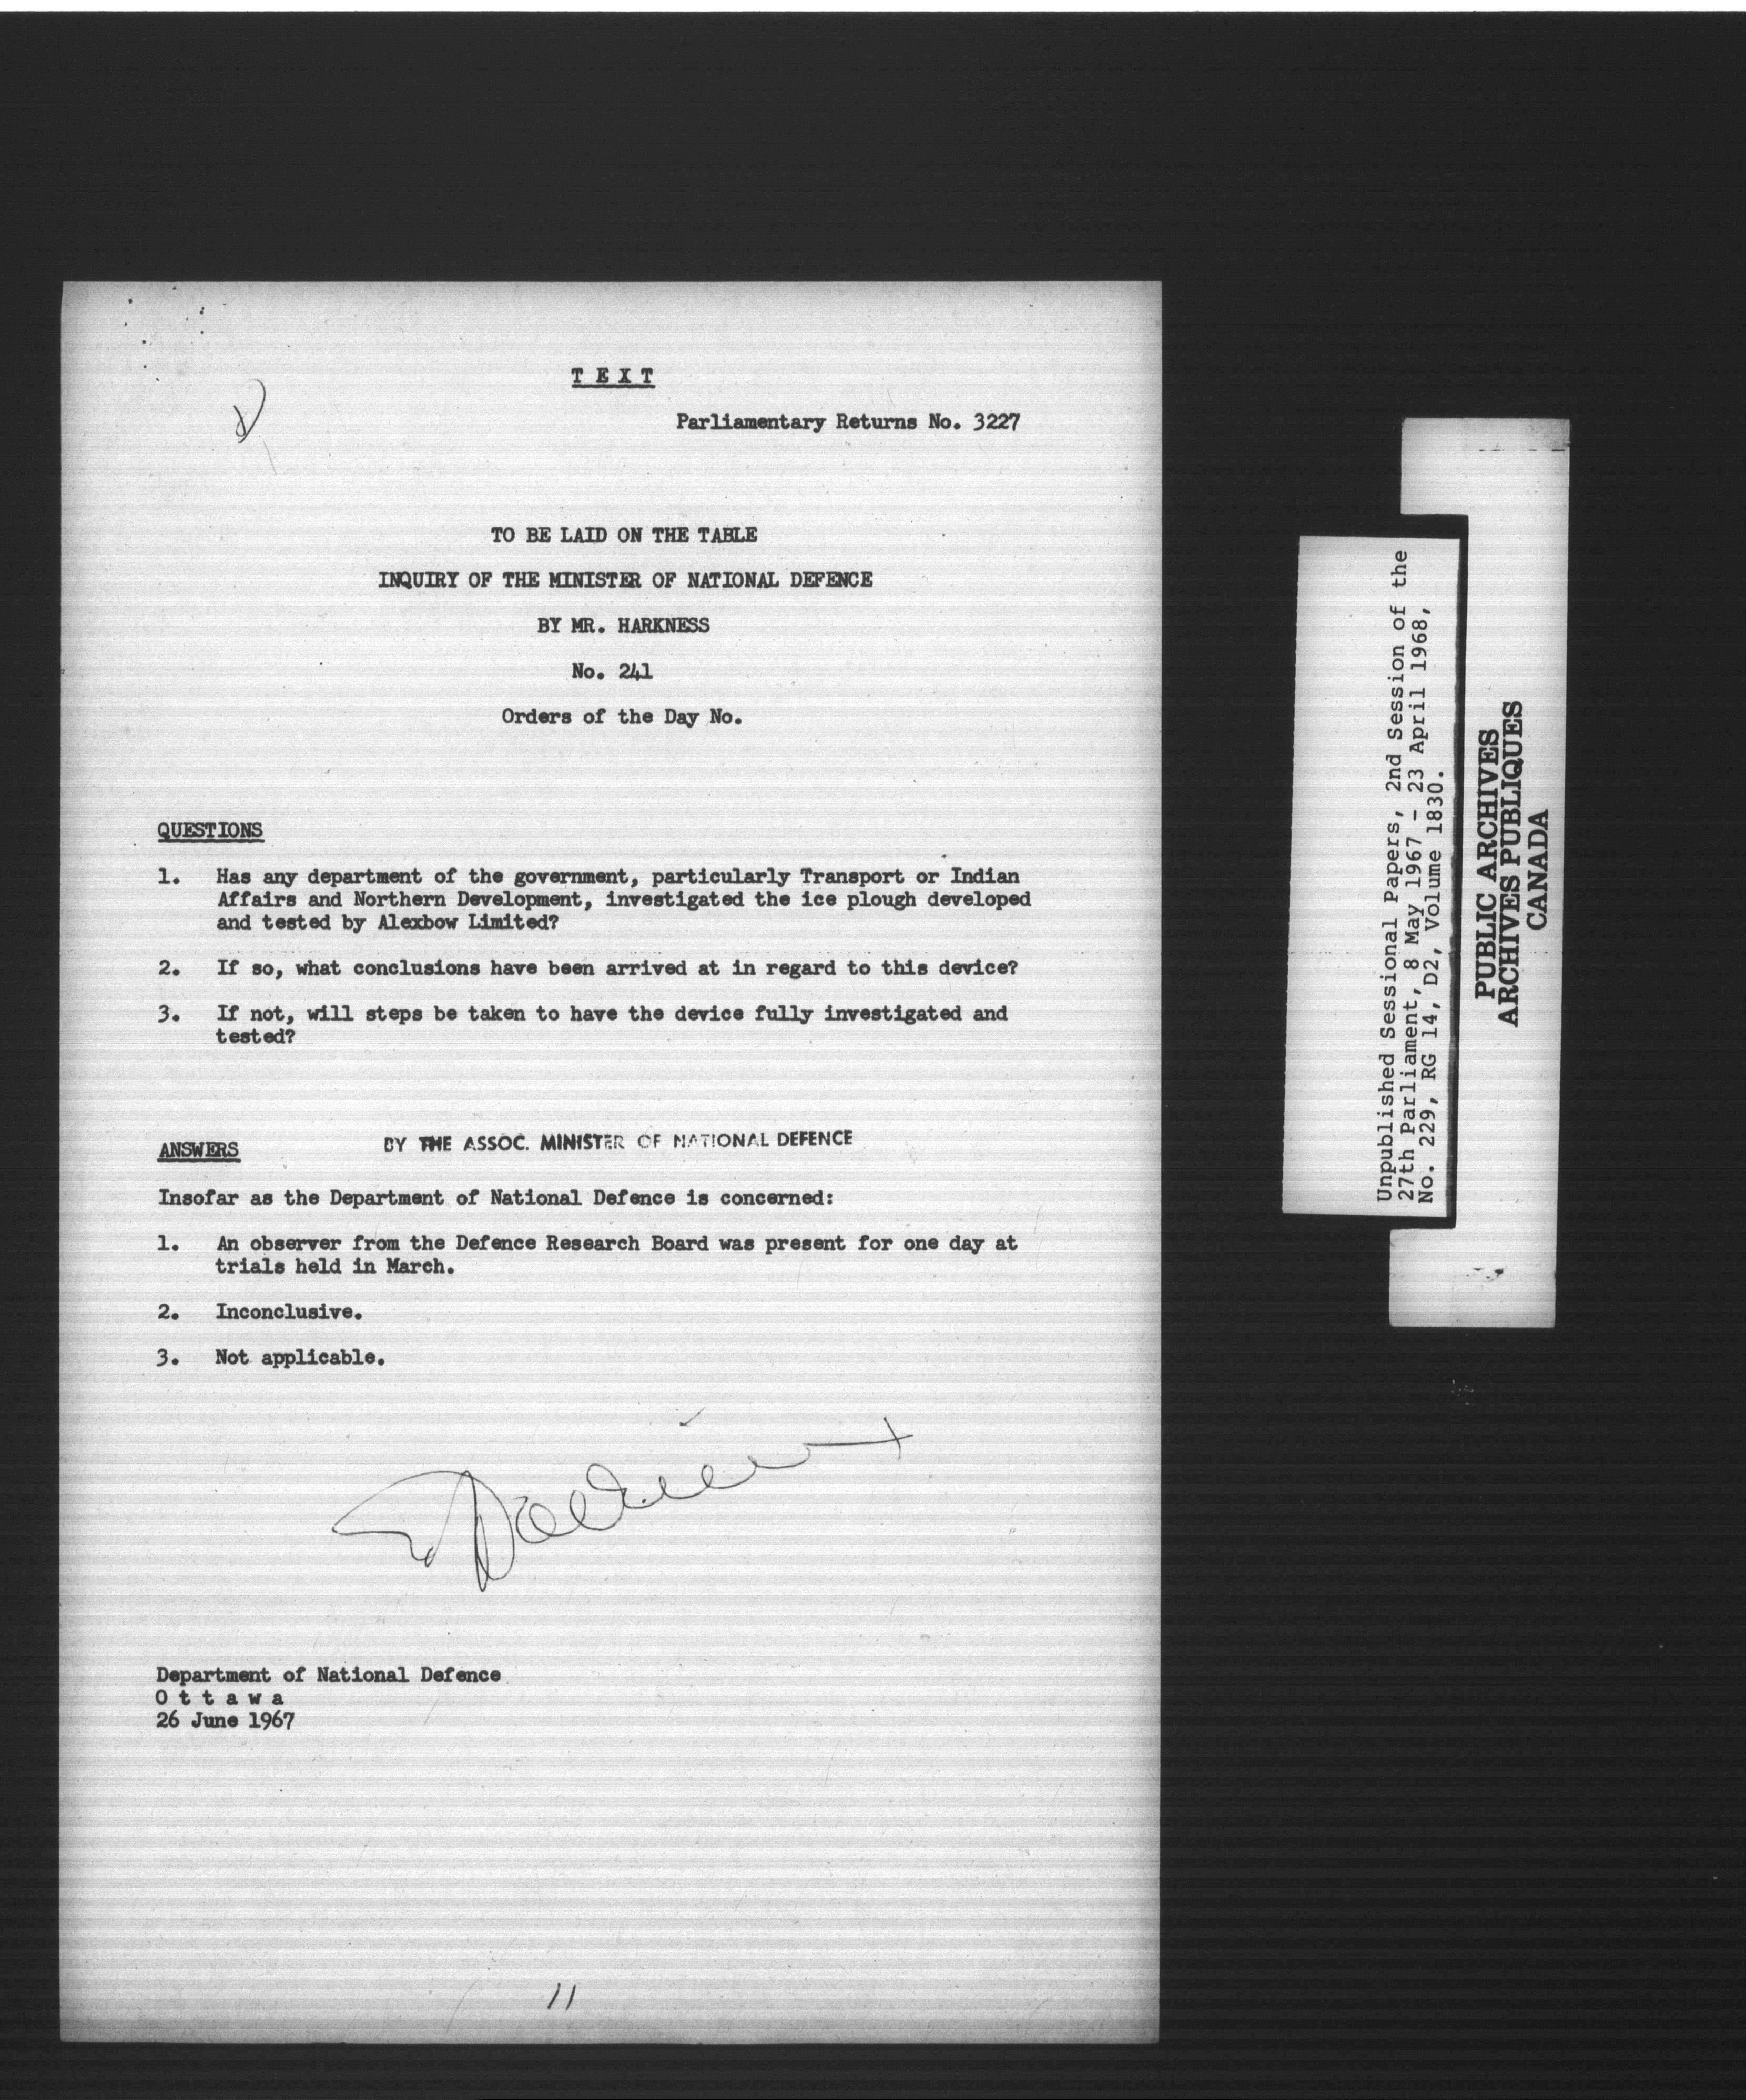 T E X T
Parliamentary Returns No. 3227
TO BE LAID ON THE TABLE
INQUIRY OF THE MINISTER OF NATIONAL DEFENCE
BY MR. HARKNESS
No. 241
Orders of the Day No.
QUESTIONS
1. Has any department of the government, particularly Transport or Indian
Affairs and Northern Development, investigated the ice plough developed
and tested by Alexbow Limited?
2. If so, what conclusions have been arrived at in regard to this device?
3. If not, will steps be taken to have the device fully investigated and
tested?
ANSWERS BY THE ASSOC. MINISTER OF NATIONAL DEFENCE
Insofar as the Department of National Defence is concerned:
1. An observer from the Defence Research Board was present for one day at
trials held in March.
2. Inconclusive.
3. Not applicable.
Department of National Defence
O t t a w a
26 June 1967
11
Unpublished Sessional Papers, 2nd Session of the
27th Parliament, 8 May 1967 - 23 April 1968,
No. 229, RG 14, D2, Volume 1830.
PUBLIC ARCHIVES
ARCHIVES PUBLIQUES
CANADA